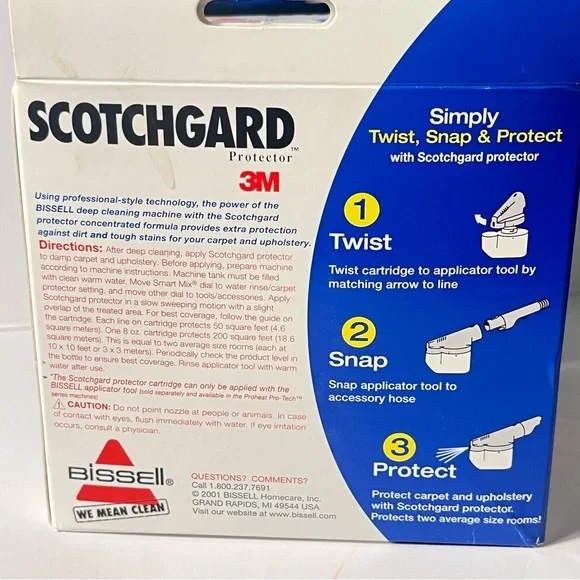 SCOTCHGARD™
Protector
3M
Using professional-style technology, the power of the
BISSELL deep cleaning machine with the Scotchgard
protector concentrated formula provides extra protection
against dirt and tough stains for your carpet and upholstery.
Directions: After deep cleaning, apply Scotchgard protector
to damp carpet and upholstery. Before applying, prepare machine
according to machine instructions. Machine tank must be filled
with clean warm water. Move Smart Mix® dial to water rinse/carpet
protector setting, and move other dial to tools/accessories. Apply
Scotchgard protector in a slow sweeping motion with a slight
overlap of the treated area. For best coverage, follow the guide on
the cartridge. Each line on cartridge protects 50 square feet (4.6
square meters). One 8 oz. cartridge protects 200 square feet (18.6
square meters). This is equal to two average size rooms (each at
10 x 10 feet or 3 x 3 meters). Periodically check the product level in
the bottle to ensure best coverage. Rinse applicator tool with warm
water after use.
*The Scotchgard protector cartridge can only be applied with the
BISSELL applicator tool (sold separately and available in the Proheat Pro-Tech™
series machines)
⚠ CAUTION: Do not point nozzle at people or animals. In case
of contact with eyes, flush immediately with water. If eye irritation
occurs, consult a physician.
BISSELL®
WE MEAN CLEAN
QUESTIONS? COMMENTS?
Call 1.800.237.7691
© 2001 BISSELL Homecare, Inc.
GRAND RAPIDS, MI 49544 USA
Visit our website at www.bissell.com
Simply
Twist, Snap & Protect
with Scotchgard protector
1
Twist
Twist cartridge to applicator tool by
matching arrow to line
2
Snap
Snap applicator tool to
accessory hose
3
Protect
Protect carpet and upholstery
with Scotchgard protector.
Protects two average size rooms!